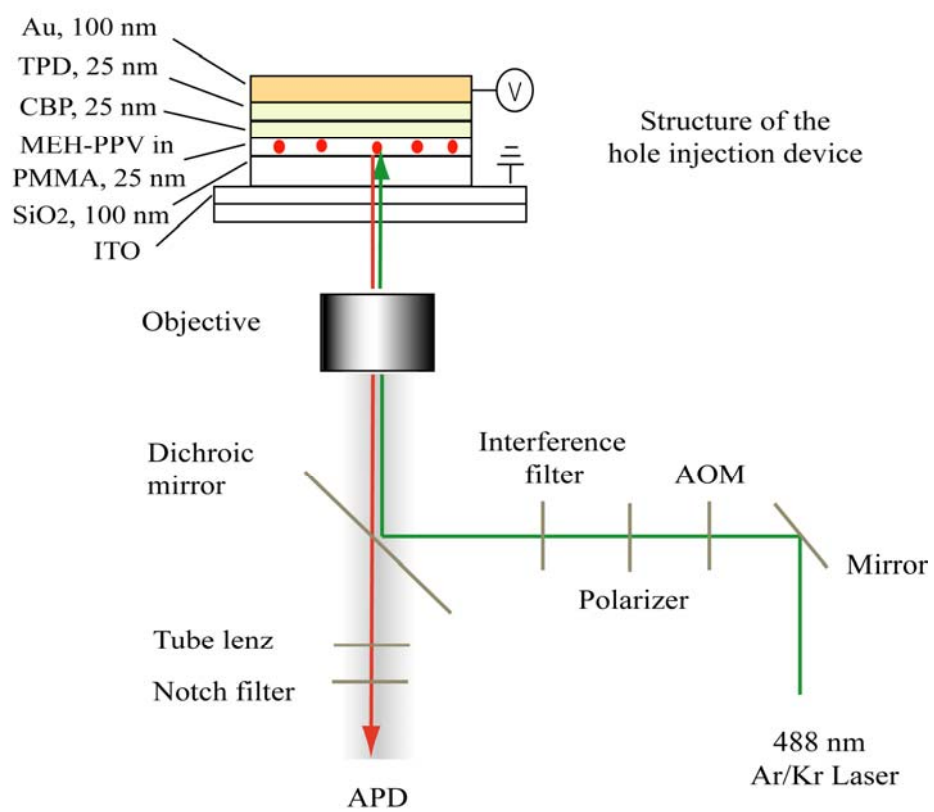 Au, 100 nm
TPD, 25 nm
CBP, 25 nm
MEH-PPV in
PMMA, 25 nm
SiO2, 100 nm
ITO
V
Structure of the
hole injection device
Objective
Dichroic
mirror
Interference
filter
AOM
Polarizer
Mirror
Tube lenz
Notch filter
488 nm
Ar/Kr Laser
APD